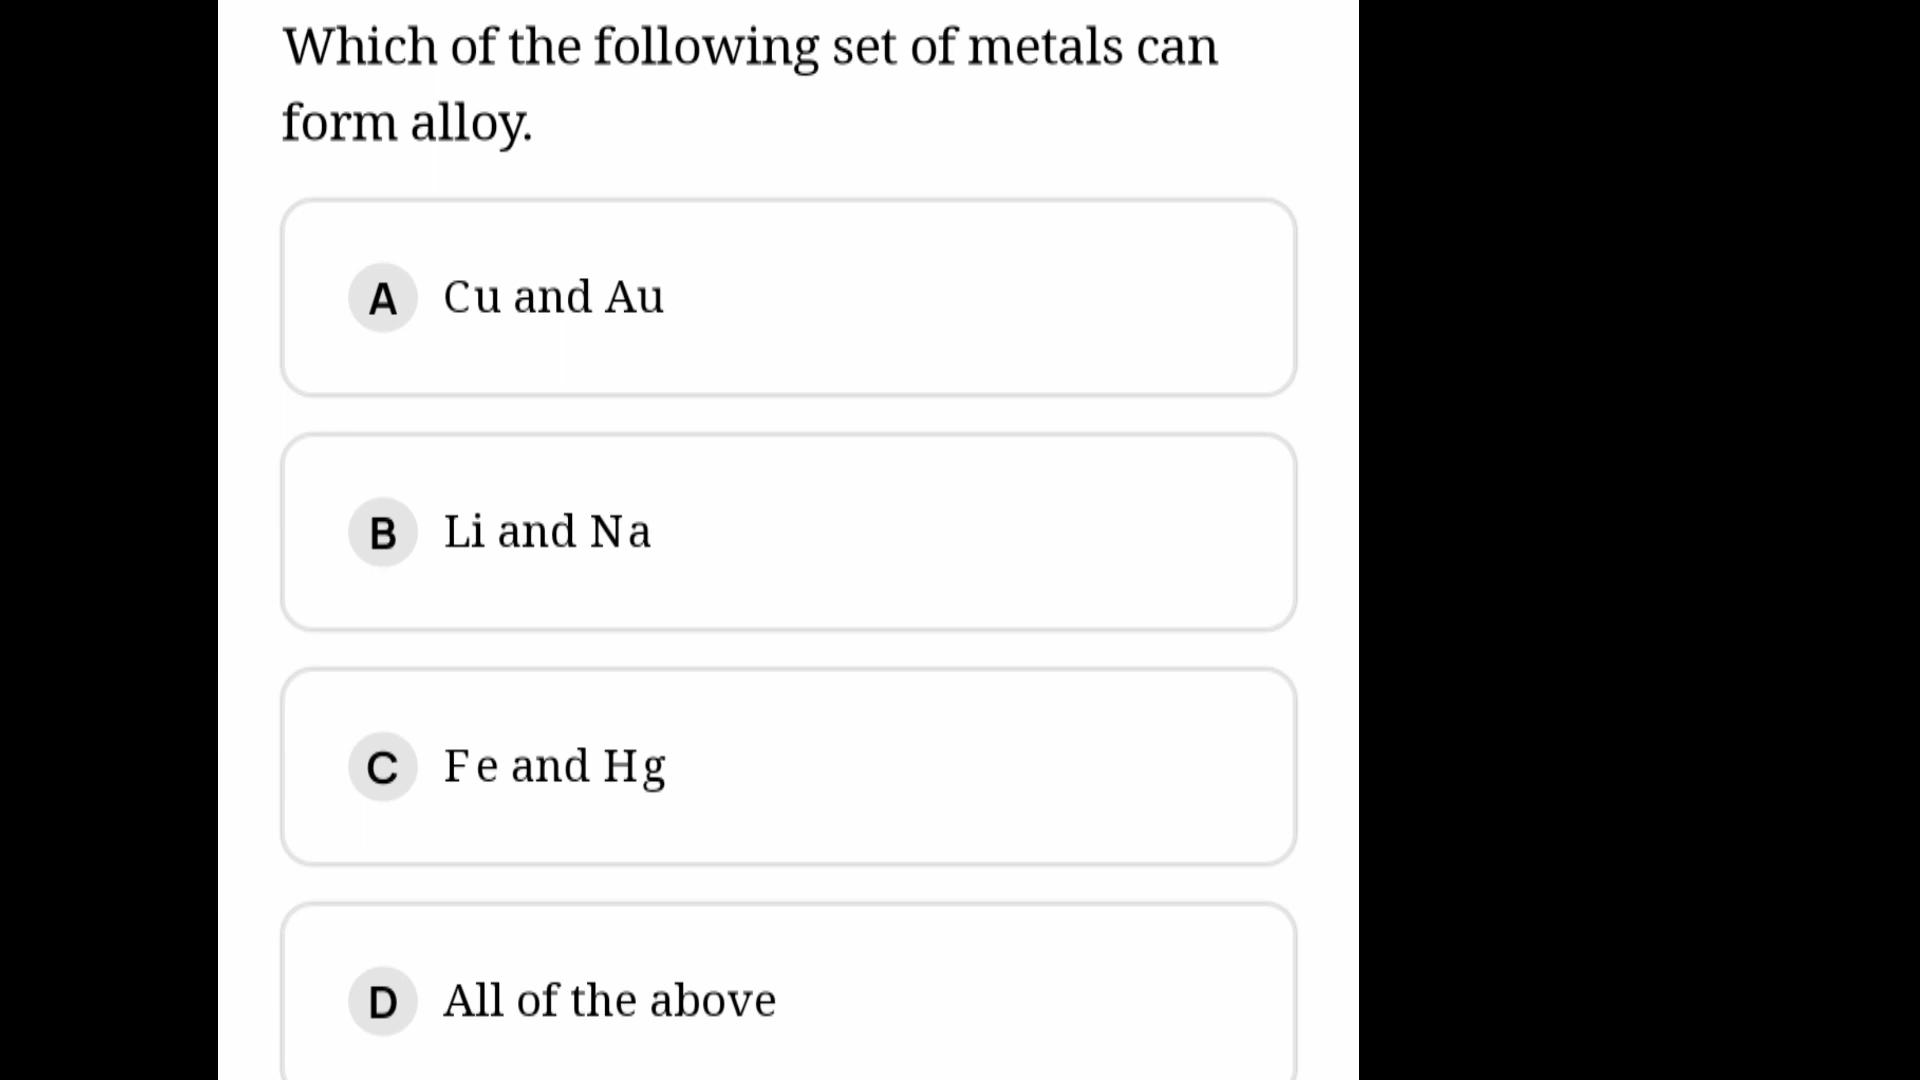 Which of the following set of metals can
form alloy.
A Cu and Au
B Li and Na
C Fe and Hg
D All of the above